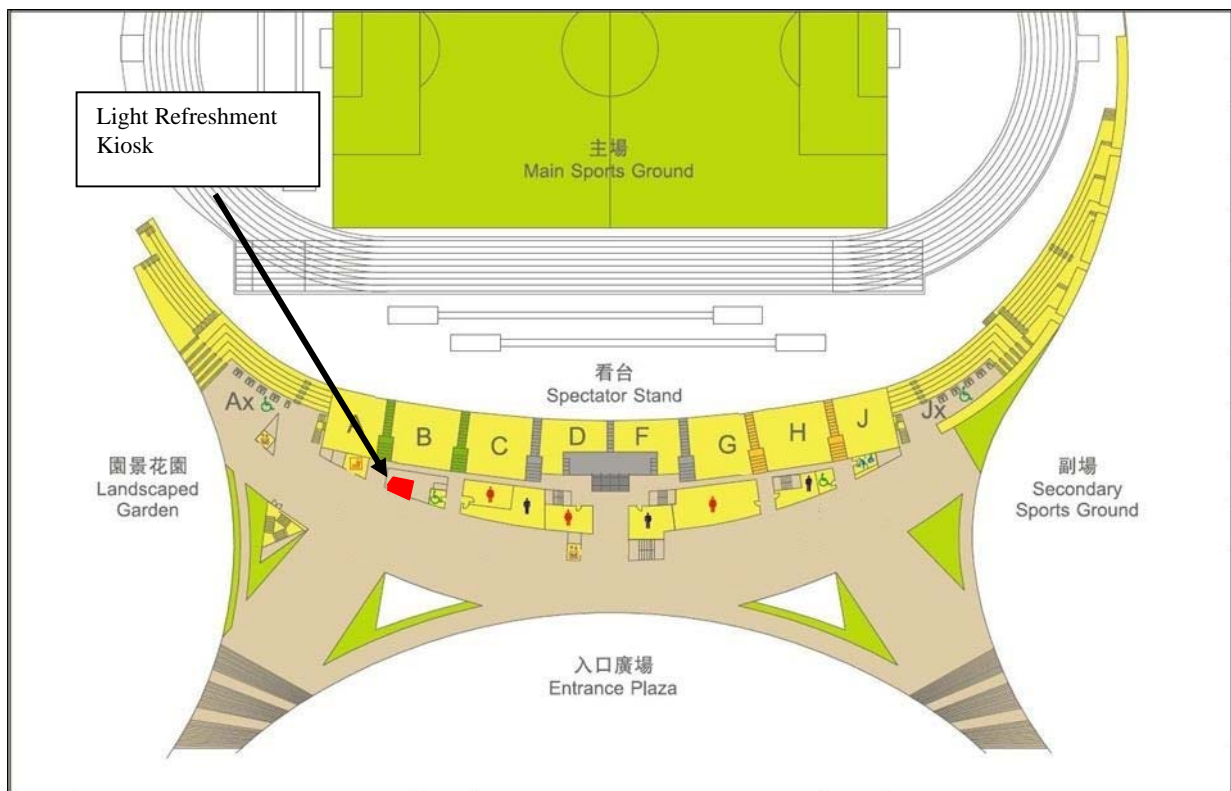 Light Refreshment
Kiosk
主場
Main Sports Ground
看台
Spectator Stand
Ax
A
B
C
D
F
G
H
J
Jx
園景花園
Landscaped
Garden
副場
Secondary
Sports Ground
入口廣場
Entrance Plaza